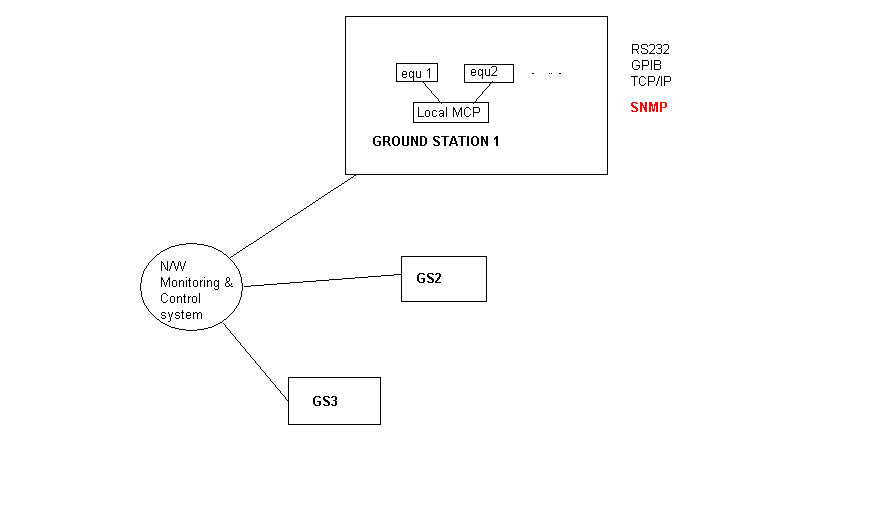 equ 1
equ2
- -- -
Local MCP
GROUND STATION 1
RS232
GPIB
TCP/IP
SNMP
N/W
Monitoring &
Control
system
GS2
GS3